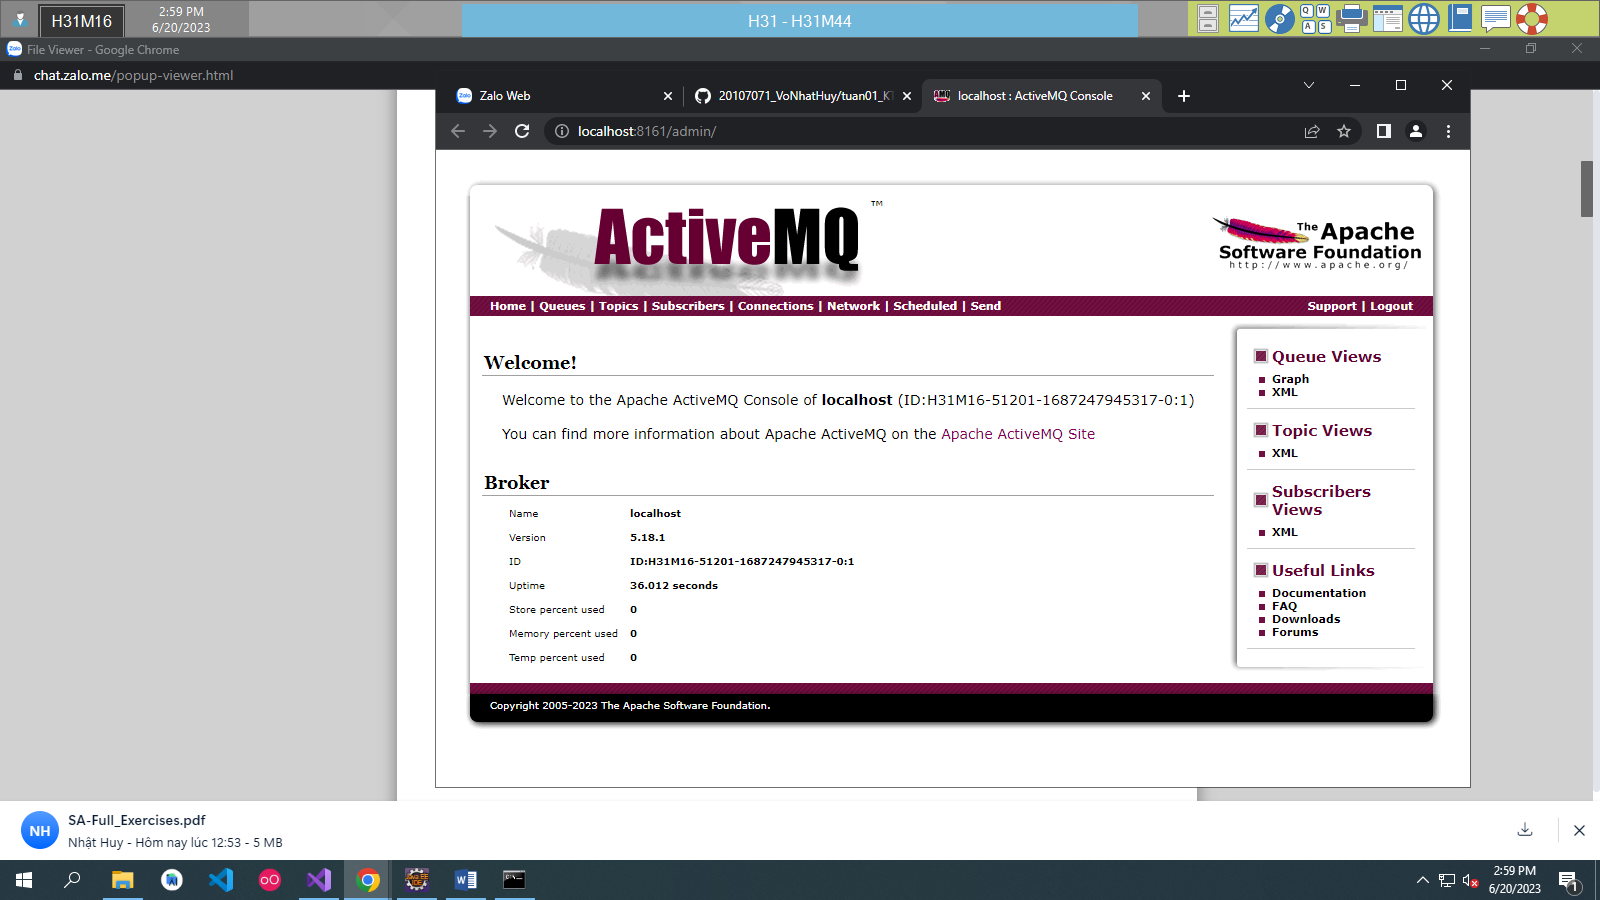 H31M16
2:59 PM
6/20/2023
H31 - H31M44
Q W
A S
Zalo File Viewer - Google Chrome
chat.zalo.me/popup-viewer.html
Zalo Zalo Web
20107071_VoNhatHuy/tuan01_KT
localhost : ActiveMQ Console
localhost:8161/admin/
ActiveMQ ™
The Apache
Software Foundation
http://www.apache.org/
Home | Queues | Topics | Subscribers | Connections | Network | Scheduled | Send
Support | Logout
Welcome!
Welcome to the Apache ActiveMQ Console of localhost (ID:H31M16-51201-1687247945317-0:1)
You can find more information about Apache ActiveMQ on the Apache ActiveMQ Site
Broker
Name localhost
Version 5.18.1
ID ID:H31M16-51201-1687247945317-0:1
Uptime 36.012 seconds
Store percent used 0
Memory percent used 0
Temp percent used 0
Queue Views
Graph
XML
Topic Views
XML
Subscribers
Views
XML
Useful Links
Documentation
FAQ
Downloads
Forums
Copyright 2005-2023 The Apache Software Foundation.
NH
SA-Full_Exercises.pdf
Nhật Huy - Hôm nay lúc 12:53 - 5 MB
2:59 PM
6/20/2023
1